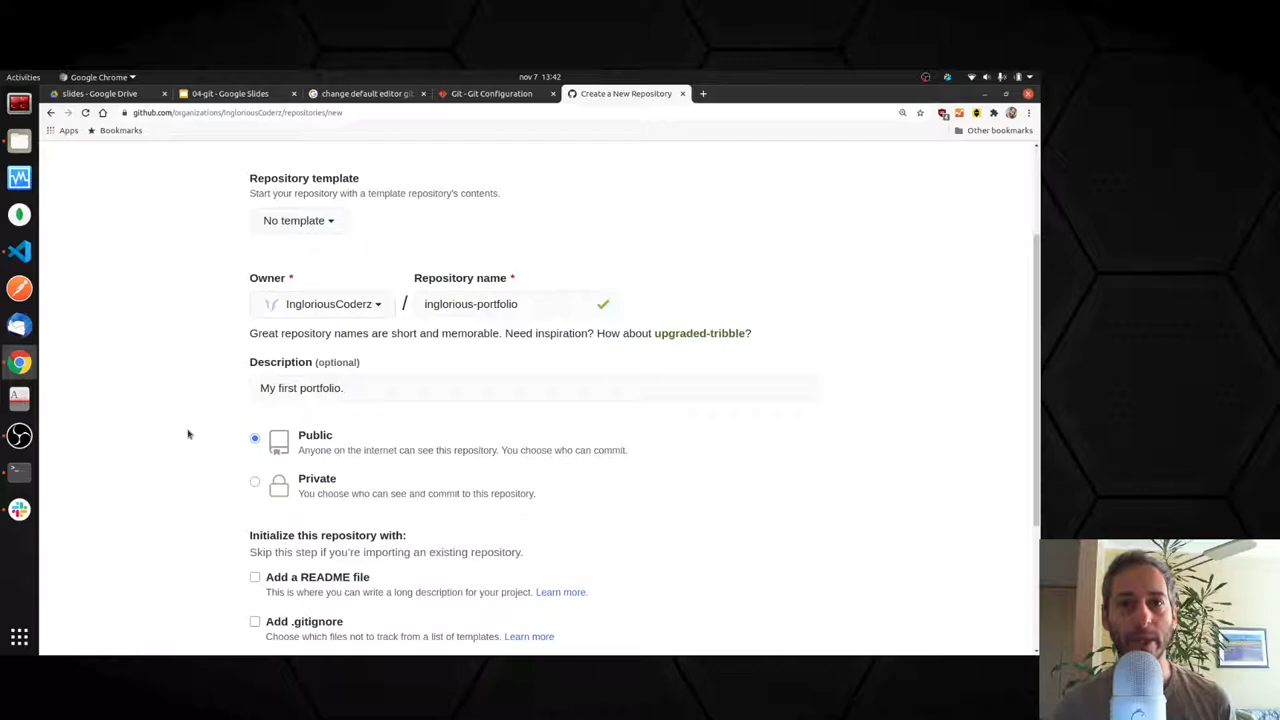 Activities
Google Chrome
nov 7 13:42
slides - Google Drive
04-git - Google Slides
change default editor git
Git - Git Configuration
Create a New Repository
github.com/organizations/IngloriousCoderz/repositories/new
Apps
Bookmarks
Other bookmarks
Repository template
Start your repository with a template repository's contents.
No template
Owner *
Repository name *
IngloriousCoderz
/
inglorious-portfolio
Great repository names are short and memorable. Need inspiration? How about upgraded-tribble?
Description (optional)
My first portfolio.
Public
Anyone on the internet can see this repository. You choose who can commit.
Private
You choose who can see and commit to this repository.
Initialize this repository with:
Skip this step if you're importing an existing repository.
Add a README file
This is where you can write a long description for your project. Learn more.
Add .gitignore
Choose which files not to track from a list of templates. Learn more